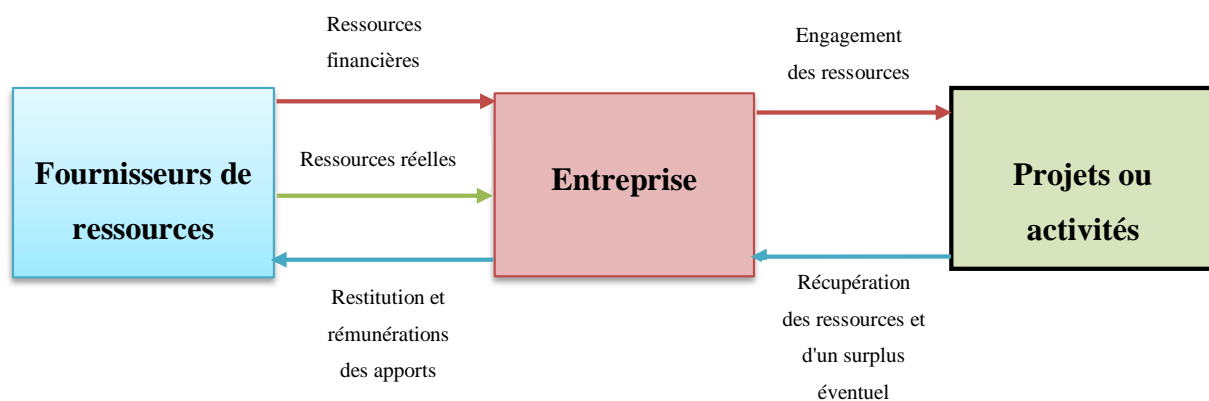 Ressources
financières
Engagement
des ressources
Fournisseurs de
ressources
Ressources réelles
Entreprise
Projets ou
activités
Restitution et
rémunérations
des apports
Récupération
des ressources et
d'un surplus
éventuel